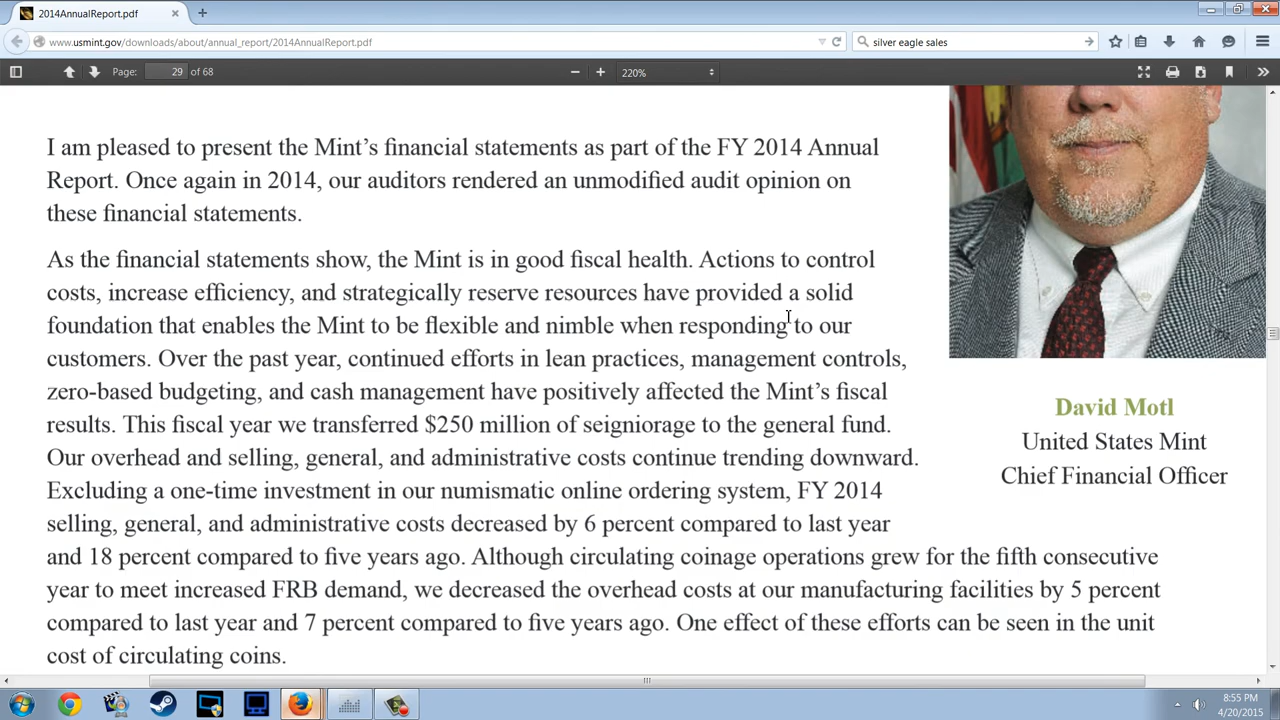 2014AnnualReport.pdf
www.usmint.gov/downloads/about/annual_report/2014AnnualReport.pdf
silver eagle sales
Page: 29 of 68
220%
I am pleased to present the Mint’s financial statements as part of the FY 2014 Annual
Report. Once again in 2014, our auditors rendered an unmodified audit opinion on
these financial statements.
As the financial statements show, the Mint is in good fiscal health. Actions to control
costs, increase efficiency, and strategically reserve resources have provided a solid
foundation that enables the Mint to be flexible and nimble when responding to our
customers. Over the past year, continued efforts in lean practices, management controls,
zero-based budgeting, and cash management have positively affected the Mint’s fiscal
results. This fiscal year we transferred $250 million of seigniorage to the general fund.
Our overhead and selling, general, and administrative costs continue trending downward.
Excluding a one-time investment in our numismatic online ordering system, FY 2014
selling, general, and administrative costs decreased by 6 percent compared to last year
and 18 percent compared to five years ago. Although circulating coinage operations grew for the fifth consecutive
year to meet increased FRB demand, we decreased the overhead costs at our manufacturing facilities by 5 percent
compared to last year and 7 percent compared to five years ago. One effect of these efforts can be seen in the unit
cost of circulating coins.
David Motl
United States Mint
Chief Financial Officer
8:55 PM
4/20/2015